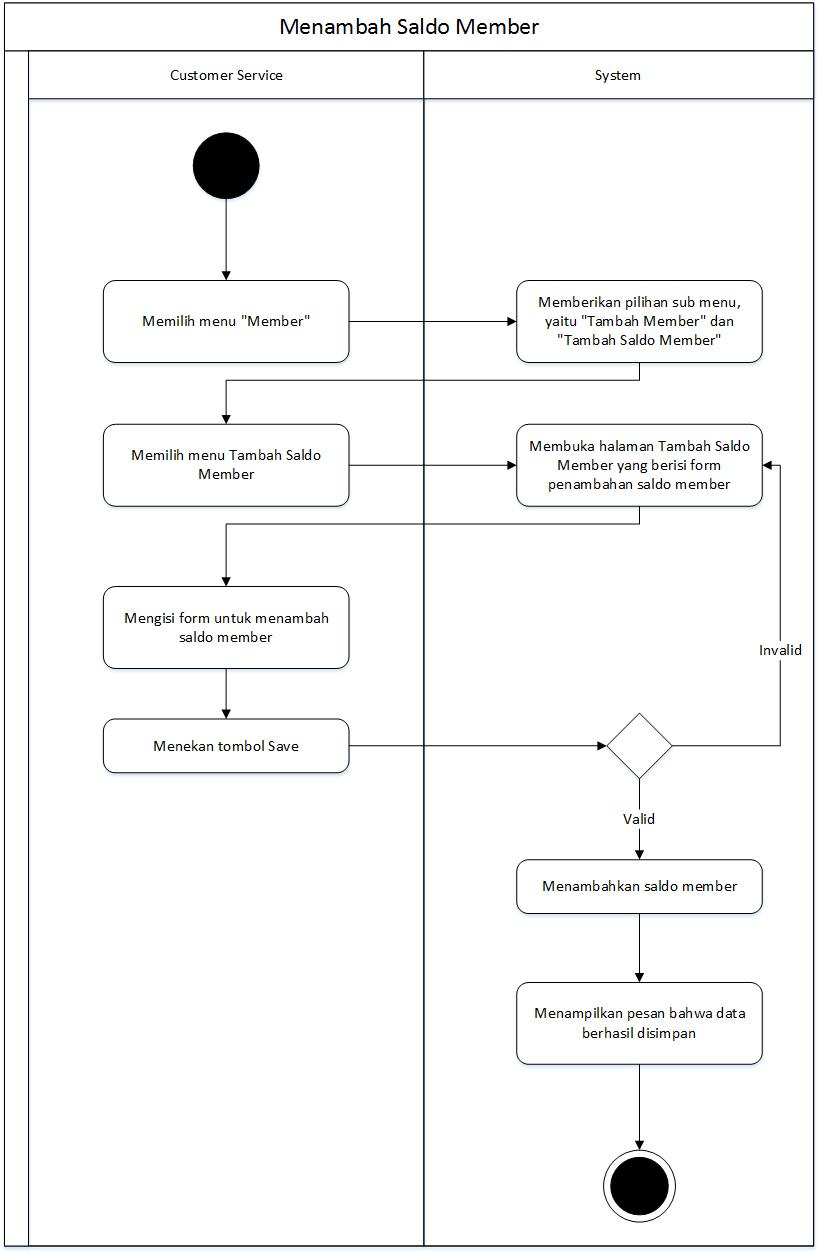 Menambah Saldo Member
Customer Service
System
Memilih menu "Member"
Memberikan pilihan sub menu,
yaitu "Tambah Member" dan
"Tambah Saldo Member"
Memilih menu Tambah Saldo
Member
Membuka halaman Tambah Saldo
Member yang berisi form
penambahan saldo member
Mengisi form untuk menambah
saldo member
Invalid
Menekan tombol Save
Valid
Menambahkan saldo member
Menampilkan pesan bahwa data
berhasil disimpan